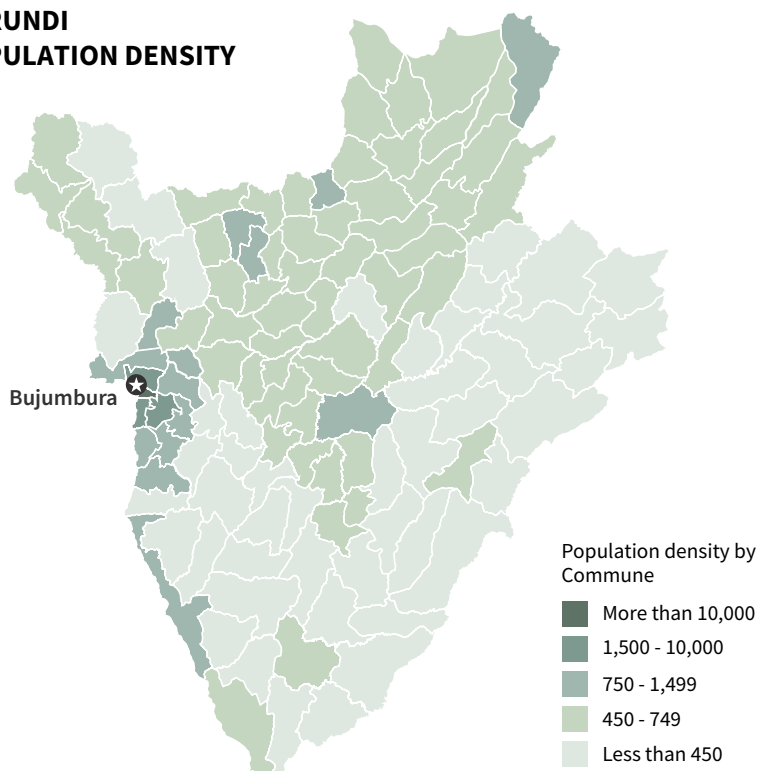 RUNDI
PULATION DENSITY
Bujumbura
Population density by
Commune
More than 10,000
1,500 - 10,000
750 - 1,499
450 - 749
Less than 450